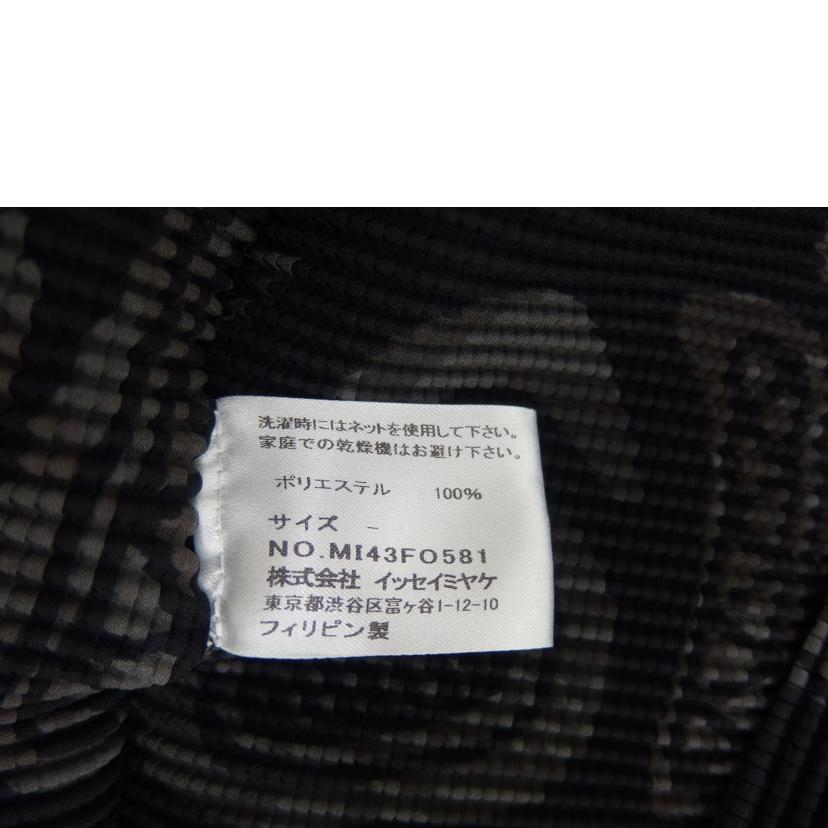 洗濯時にはネットを使用して下さい。
家庭での乾燥機はお避け下さい。
ポリエステル 100%
サイズ –
NO.MI43FO581
株式会社 イッセイミヤケ
東京都渋谷区富ヶ谷1-12-10
フィリピン製